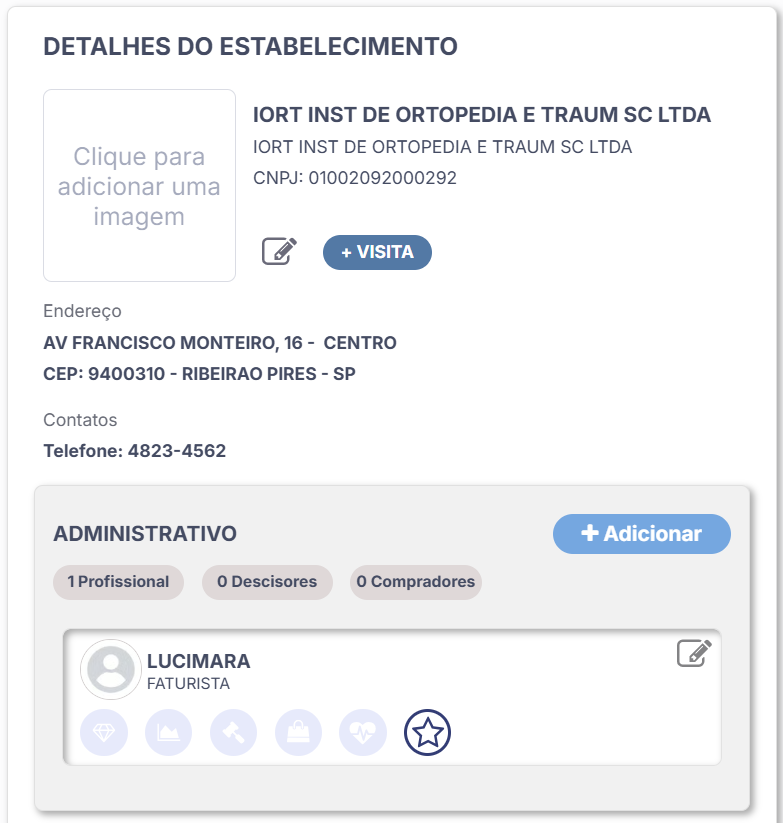 DETALHES DO ESTABELECIMENTO
Clique para
adicionar uma
imagem
IORT INST DE ORTOPEDIA E TRAUM SC LTDA
IORT INST DE ORTOPEDIA E TRAUM SC LTDA
CNPJ: 01002092000292
+ VISITA
Endereço
AV FRANCISCO MONTEIRO, 16 - CENTRO
CEP: 9400310 - RIBEIRAO PIRES - SP
Contatos
Telefone: 4823-4562
ADMINISTRATIVO
+ Adicionar
1 Profissional
0 Descisores
0 Compradores
LUCIMARA
FATURISTA